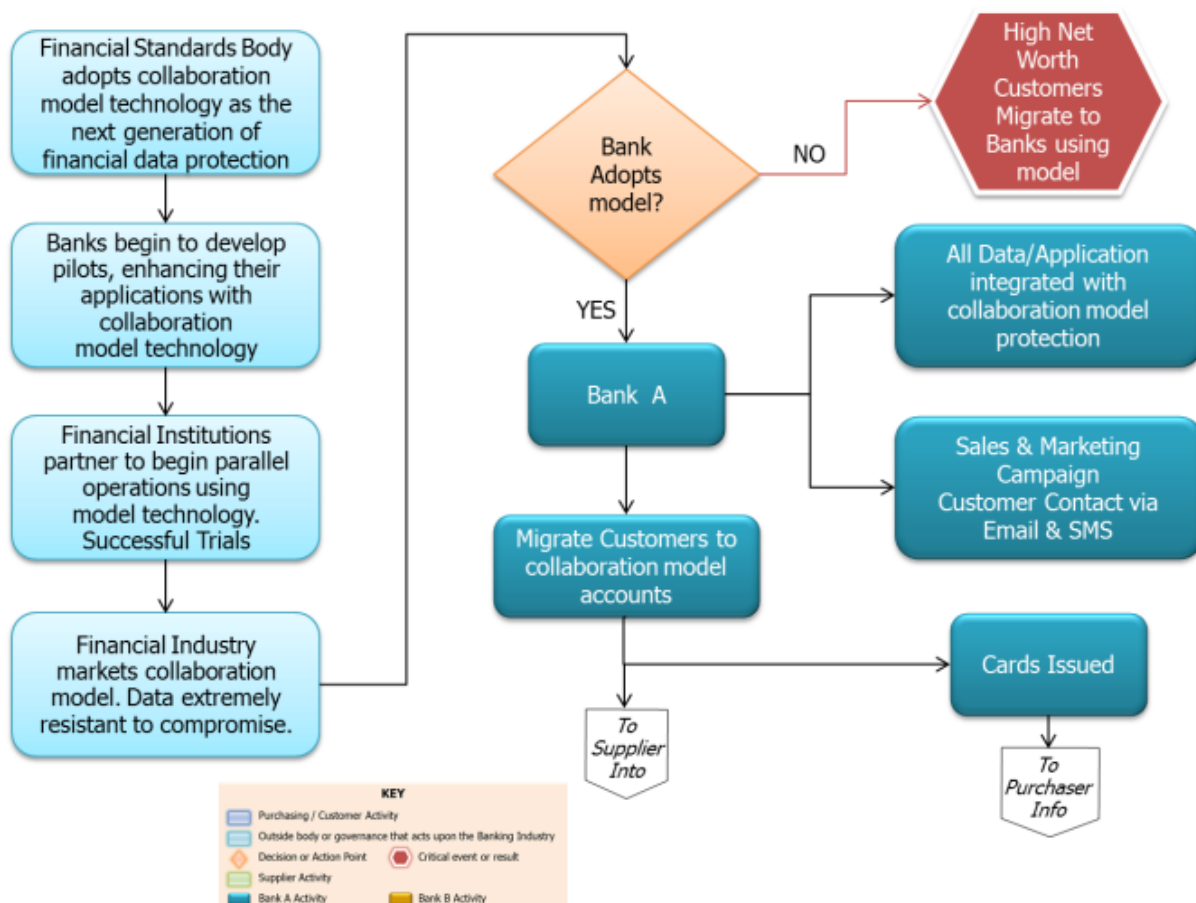 Financial Standards Body
adopts collaboration
model technology as the
next generation of
financial data protection
Banks begin to develop
pilots, enhancing their
applications with
collaboration
model technology
Financial Institutions
partner to begin parallel
operations using
model technology.
Successful Trials
Financial Industry
markets collaboration
model. Data extremely
resistant to compromise.
Bank
Adopts
model?
NO
High Net
Worth
Customers
Migrate to
Banks using
model
YES
Bank A
All Data/Application
integrated with
collaboration model
protection
Sales & Marketing
Campaign
Customer Contact via
Email & SMS
Migrate Customers to
collaboration model
accounts
Cards Issued
To
Supplier
Into
To
Purchaser
Info
KEY
Purchasing / Customer Activity
Outside body or governance that acts upon the Banking Industry
Decision or Action Point
Critical event or result
Supplier Activity
Bank A Activity
Bank B Activity